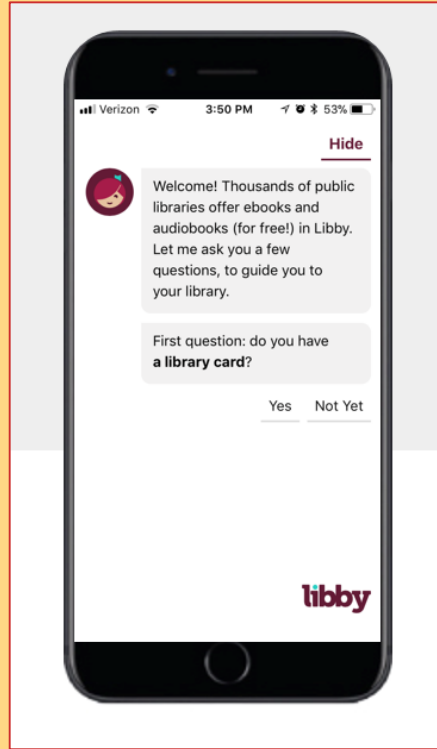 Verizon 3:50 PM 53%
Hide
Welcome! Thousands of public
libraries offer ebooks and
audiobooks (for free!) in Libby.
Let me ask you a few
questions, to guide you to
your library.
First question: do you have
a library card?
Yes Not Yet
libby